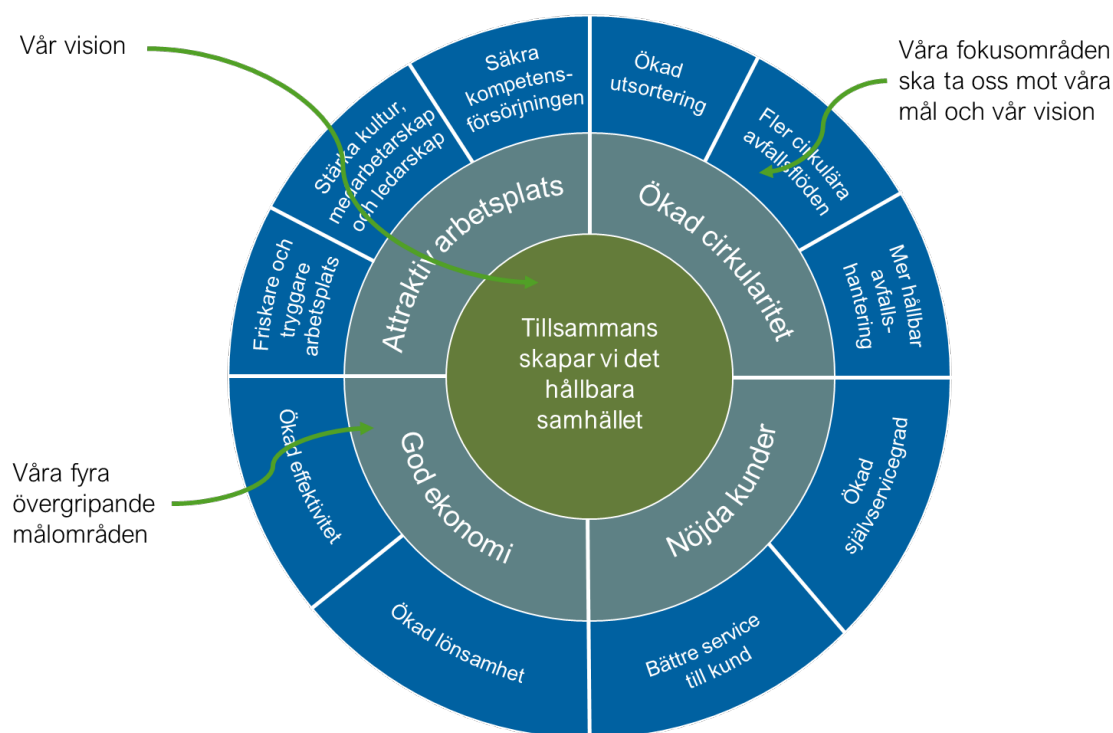 Vår vision
Våra fokusområden
ska ta oss mot våra
mål och vår vision
Våra fyra
övergripande
målområden
Tillsammans
skapar vi det
hållbara
samhället
Attraktiv arbetsplats
Ökad cirkularitet
Nöjda kunder
God ekonomi
Friskare och
tryggare
arbetsplats
Stärka kultur,
medarbetarskap
och ledarskap
Säkra
kompetens-
försörjningen
Ökad
utsortering
Fler cirkulära
avfallsflöden
Mer hållbar
avfalls-
hantering
Ökad
självservicegrad
Bättre service
till kund
Ökad lönsamhet
Ökad effektivitet